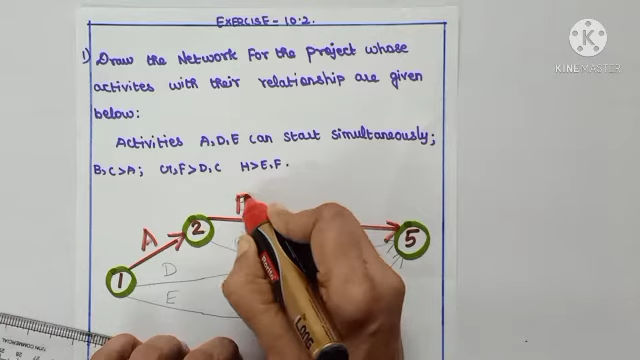 EXERCISE - 10.2.
1) Draw the Network for the project whose
activites with their relationship are given
below:
Activities A, D, E can start simultaneously;
B, C > A; G, F > D, C H > E, F.
A
2
5
D
1
E
KINEMASTER